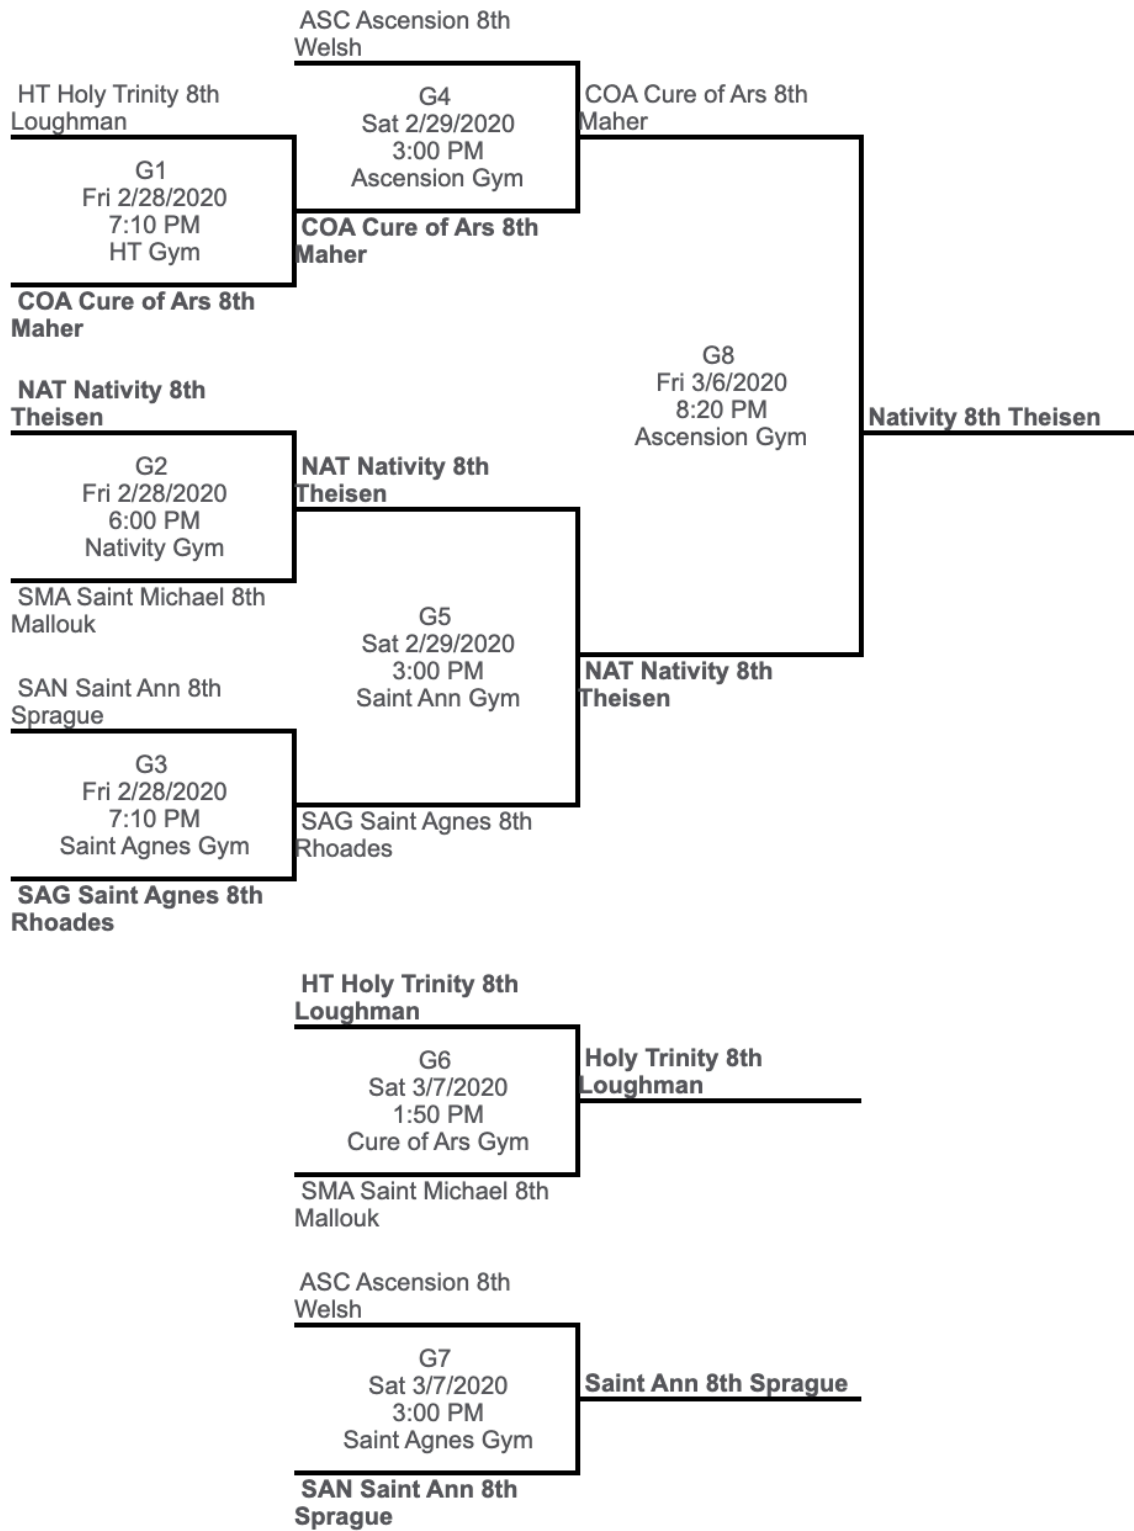 ASC Ascension 8th
Welsh
HT Holy Trinity 8th
Loughman
G4
Sat 2/29/2020
3:00 PM
Ascension Gym
COA Cure of Ars 8th
Maher
G1
Fri 2/28/2020
7:10 PM
HT Gym
COA Cure of Ars 8th
Maher
COA Cure of Ars 8th
Maher
G8
Fri 3/6/2020
8:20 PM
Ascension Gym
Nativity 8th Theisen
NAT Nativity 8th
Theisen
G2
Fri 2/28/2020
6:00 PM
Nativity Gym
NAT Nativity 8th
Theisen
SMA Saint Michael 8th
Mallouk
G5
Sat 2/29/2020
3:00 PM
Saint Ann Gym
NAT Nativity 8th
Theisen
SAN Saint Ann 8th
Sprague
G3
Fri 2/28/2020
7:10 PM
Saint Agnes Gym
SAG Saint Agnes 8th
Rhoades
SAG Saint Agnes 8th
Rhoades
HT Holy Trinity 8th
Loughman
G6
Sat 3/7/2020
1:50 PM
Cure of Ars Gym
Holy Trinity 8th
Loughman
SMA Saint Michael 8th
Mallouk
ASC Ascension 8th
Welsh
G7
Sat 3/7/2020
3:00 PM
Saint Agnes Gym
Saint Ann 8th Sprague
SAN Saint Ann 8th
Sprague